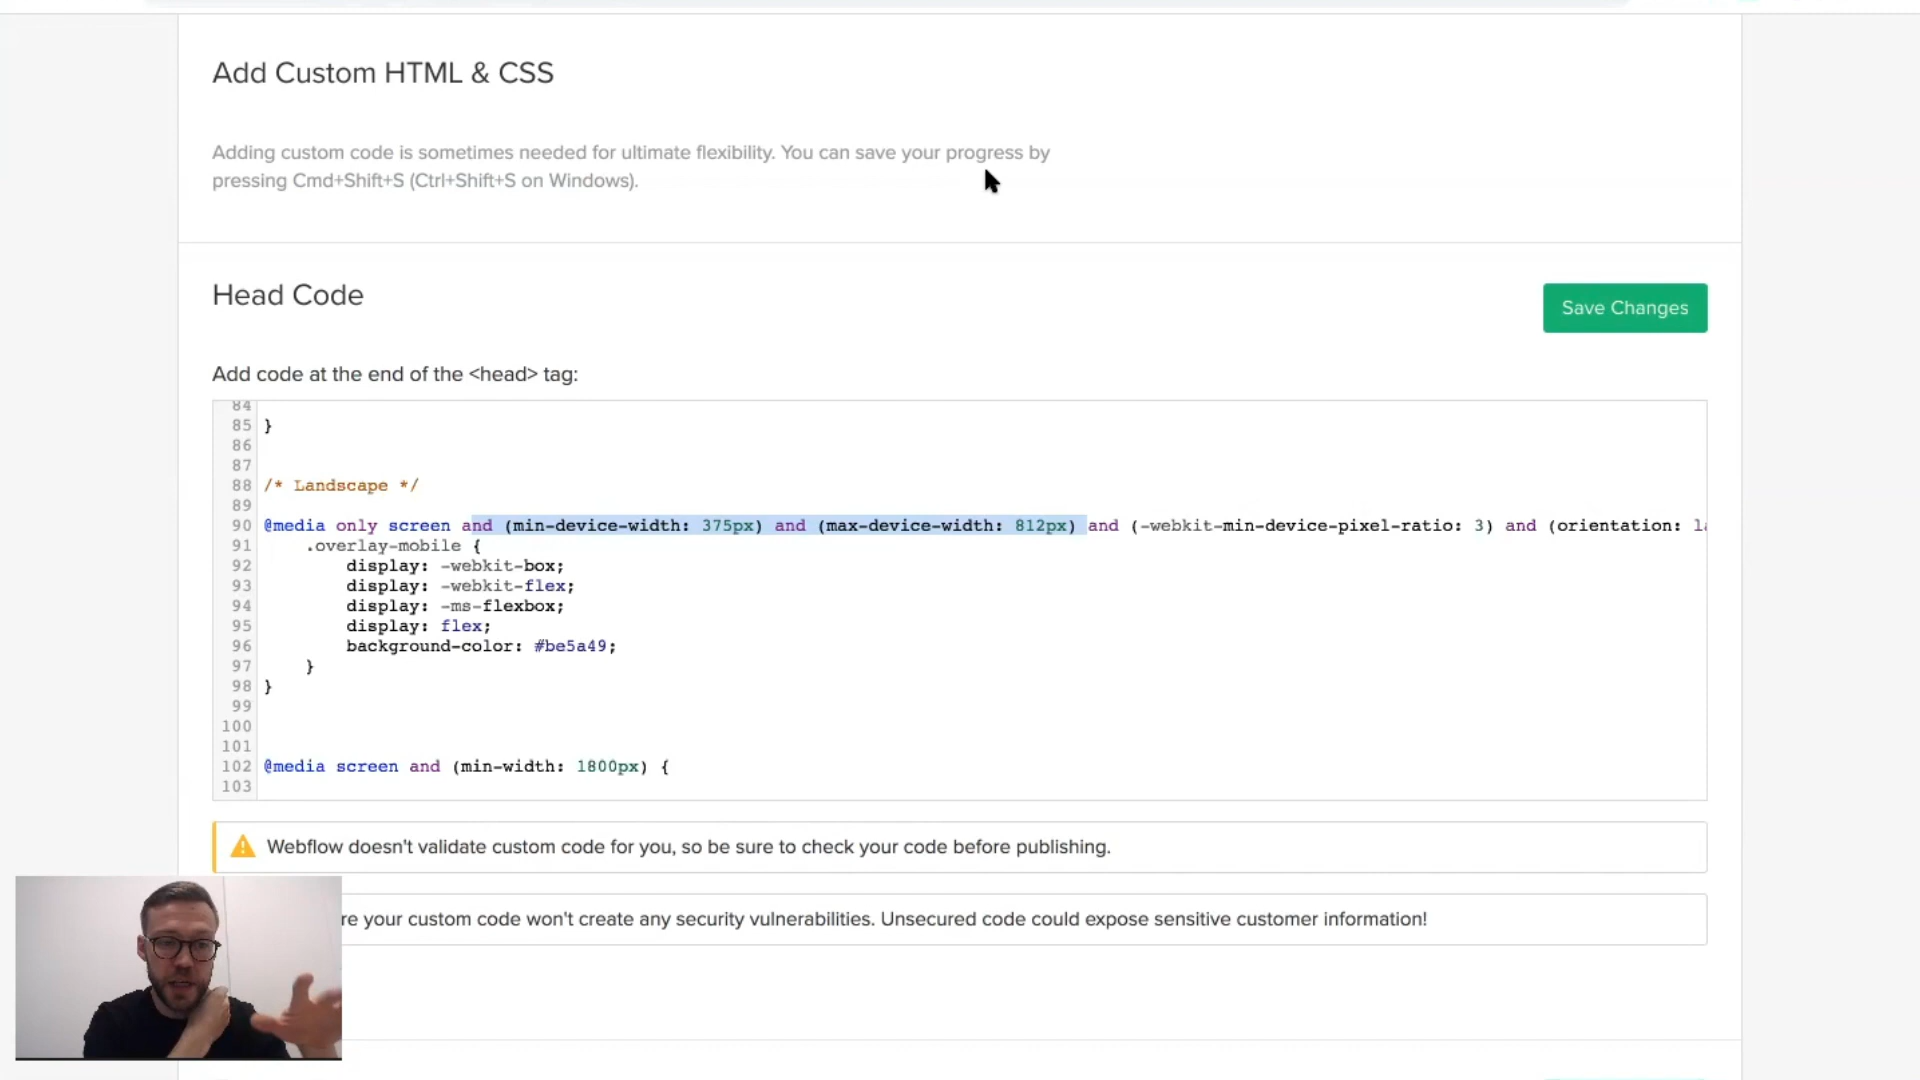 Add Custom HTML & CSS
Adding custom code is sometimes needed for ultimate flexibility. You can save your progress by
pressing Cmd+Shift+S (Ctrl+Shift+S on Windows).
Head Code
Save Changes
Add code at the end of the <head> tag:
84
85 }
86
87
88 /* Landscape */
89
90 @media only screen and (min-device-width: 375px) and (max-device-width: 812px) and (-webkit-min-device-pixel-ratio: 3) and (orientation:
91 .overlay-mobile {
92 display: -webkit-box;
93 display: -webkit-flex;
94 display: -ms-flexbox;
95 display: flex;
96 background-color: #be5a49;
97 }
98 }
99
100
101
102 @media screen and (min-width: 1800px) {
103
Webflow doesn't validate custom code for you, so be sure to check your code before publishing.
your custom code won't create any security vulnerabilities. Unsecured code could expose sensitive customer information!